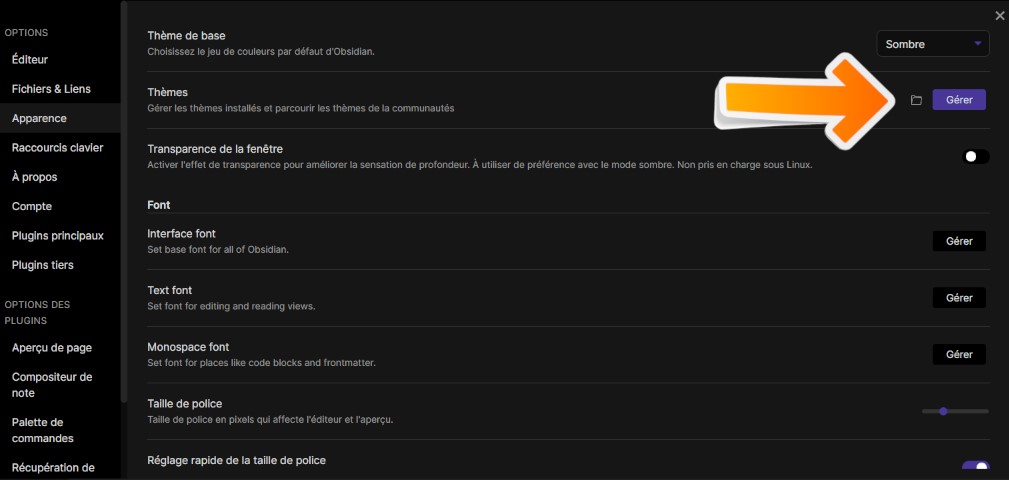 OPTIONS
Éditeur
Fichiers & Liens
Apparence
Raccourcis clavier
À propos
Compte
Plugins principaux
Plugins tiers
OPTIONS DES
PLUGINS
Aperçu de page
Compositeur de
note
Palette de
commandes
Récupération de
Thème de base
Choisissez le jeu de couleurs par défaut d'Obsidian.
Sombre
Thèmes
Gérer les thèmes installés et parcourir les thèmes de la communautés
Gérer
Transparence de la fenêtre
Activer l'effet de transparence pour améliorer la sensation de profondeur. À utiliser de préférence avec le mode sombre. Non pris en charge sous Linux.
Font
Interface font
Set base font for all of Obsidian.
Gérer
Text font
Set font for editing and reading views.
Gérer
Monospace font
Set font for places like code blocks and frontmatter.
Gérer
Taille de police
Taille de police en pixels qui affecte l'éditeur et l'aperçu.
Réglage rapide de la taille de police